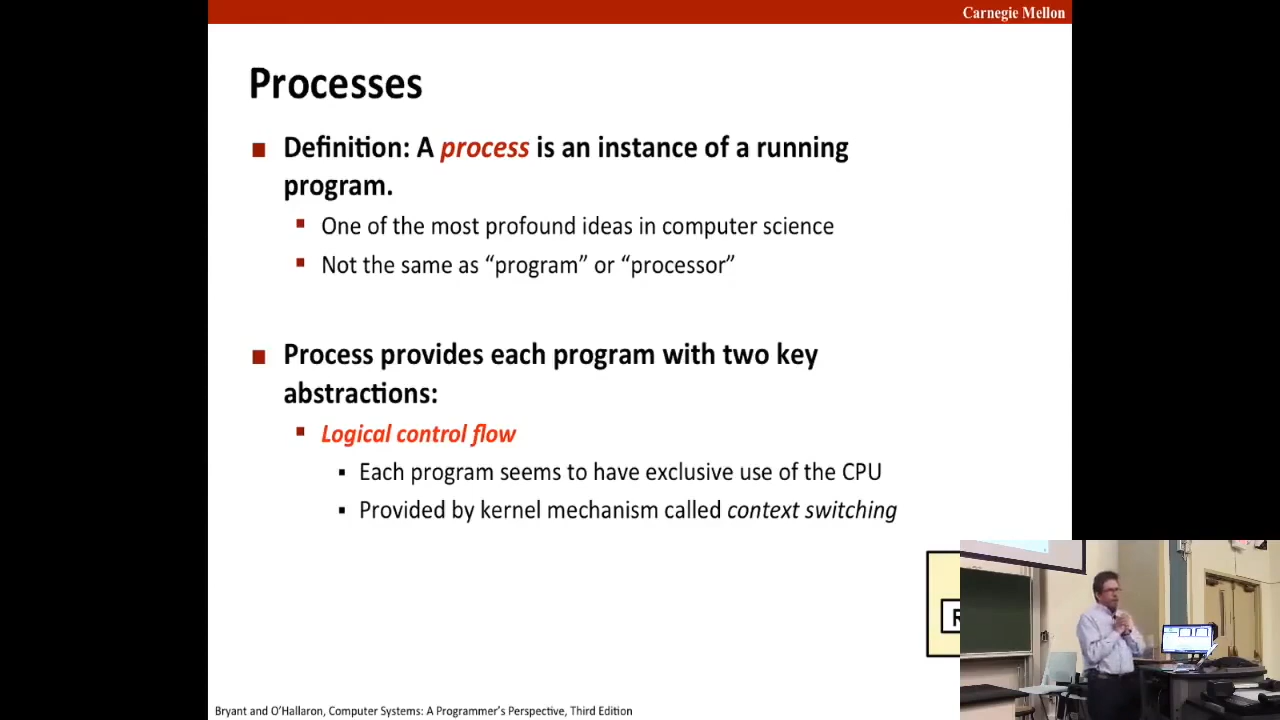 Carnegie Mellon
Processes
Definition: A process is an instance of a running
program.
One of the most profound ideas in computer science
Not the same as “program” or “processor”
Process provides each program with two key
abstractions:
Logical control flow
Each program seems to have exclusive use of the CPU
Provided by kernel mechanism called context switching
Bryant and O’Hallaron, Computer Systems: A Programmer’s Perspective, Third Edition